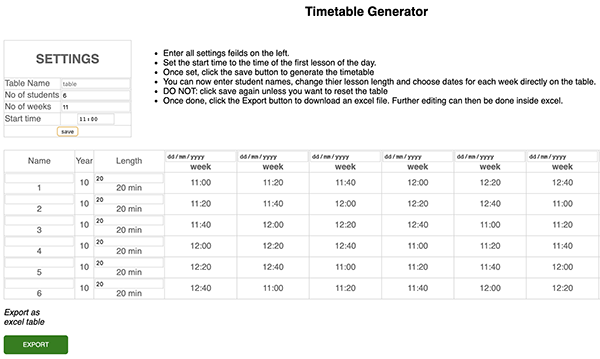 Timetable Generator
SETTINGS
Table Name table
No of students 6
No of weeks 11
Start time 11:00
save
Enter all settings feilds on the left.
Set the start time to the time of the first lesson of the day.
Once set, click the save button to generate the timetable
You can now enter student names, change thier lesson length and choose dates for each week directly on the table.
DO NOT: click save again unless you want to reset the table
Once done, click the Export button to download an excel file. Further editing can then be done inside excel.
Name Year Length dd/mm/yyyy dd/mm/yyyy dd/mm/yyyy dd/mm/yyyy dd/mm/yyyy dd/mm/yyyy
week week week week week week
20
1 10 20 min 11:00 11:20 11:40 12:00 12:20 12:40
20
2 10 20 min 11:20 11:40 12:00 12:20 12:40 11:00
20
3 10 20 min 11:40 12:00 12:20 12:40 11:00 11:20
20
4 10 20 min 12:00 12:20 12:40 11:00 11:20 11:40
20
5 10 20 min 12:20 12:40 11:00 11:20 11:40 12:00
20
6 10 20 min 12:40 11:00 11:20 11:40 12:00 12:20
Export as
excel table
EXPORT